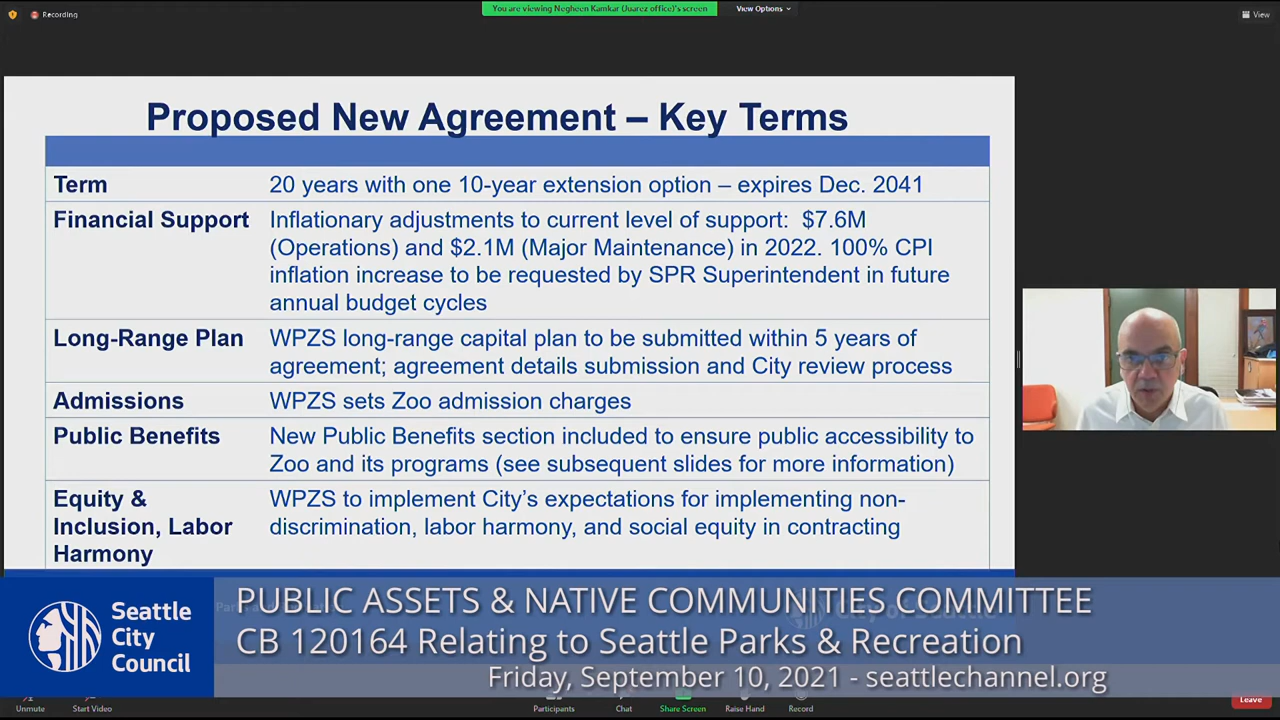 Recording
You are viewing Negheen Kamkar (Juarez office)'s screen
View Options
View
Proposed New Agreement – Key Terms
Term
20 years with one 10-year extension option – expires Dec. 2041
Financial Support
Inflationary adjustments to current level of support: $7.6M
(Operations) and $2.1M (Major Maintenance) in 2022. 100% CPI
inflation increase to be requested by SPR Superintendent in future
annual budget cycles
Long-Range Plan
WPZS long-range capital plan to be submitted within 5 years of
agreement; agreement details submission and City review process
Admissions
WPZS sets Zoo admission charges
Public Benefits
New Public Benefits section included to ensure public accessibility to
Zoo and its programs (see subsequent slides for more information)
Equity &
Inclusion, Labor
Harmony
WPZS to implement City's expectations for implementing non-
discrimination, labor harmony, and social equity in contracting
Seattle
City
Council
PUBLIC ASSETS & NATIVE COMMUNITIES COMMITTEE
CB 120164 Relating to Seattle Parks & Recreation
Friday, September 10, 2021 - seattlechannel.org
Unmute
Start Video
Participants
Chat
Share Screen
Raise Hand
Record
Leave